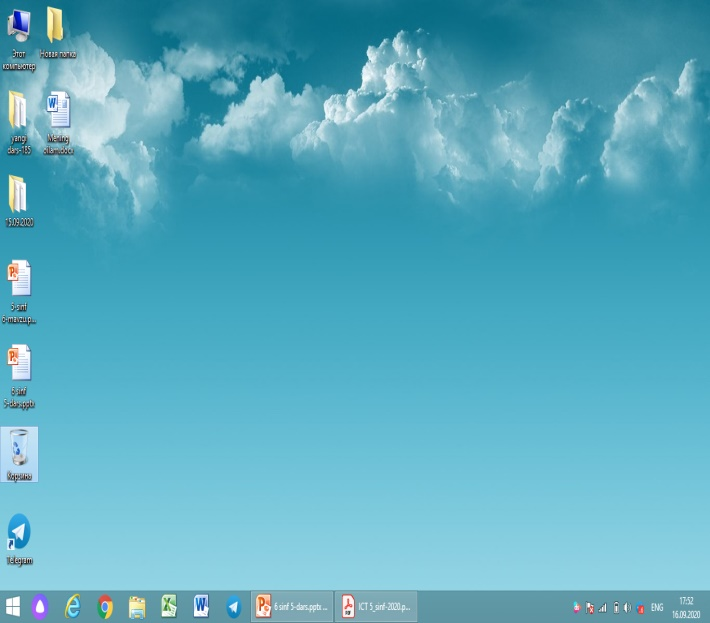 Этот
компьютер
Новая папка
yangi
dars-185
Mening
oilam.docx
15.09.2020
5-sinf
6-mavzu.p...
6 sinf
5-dars.pptx
Корзина
Telegram
6 sinf 5-dars.pptx ...
ICT 5_sinf-2020.p...
ENG
17:52
16.09.2020